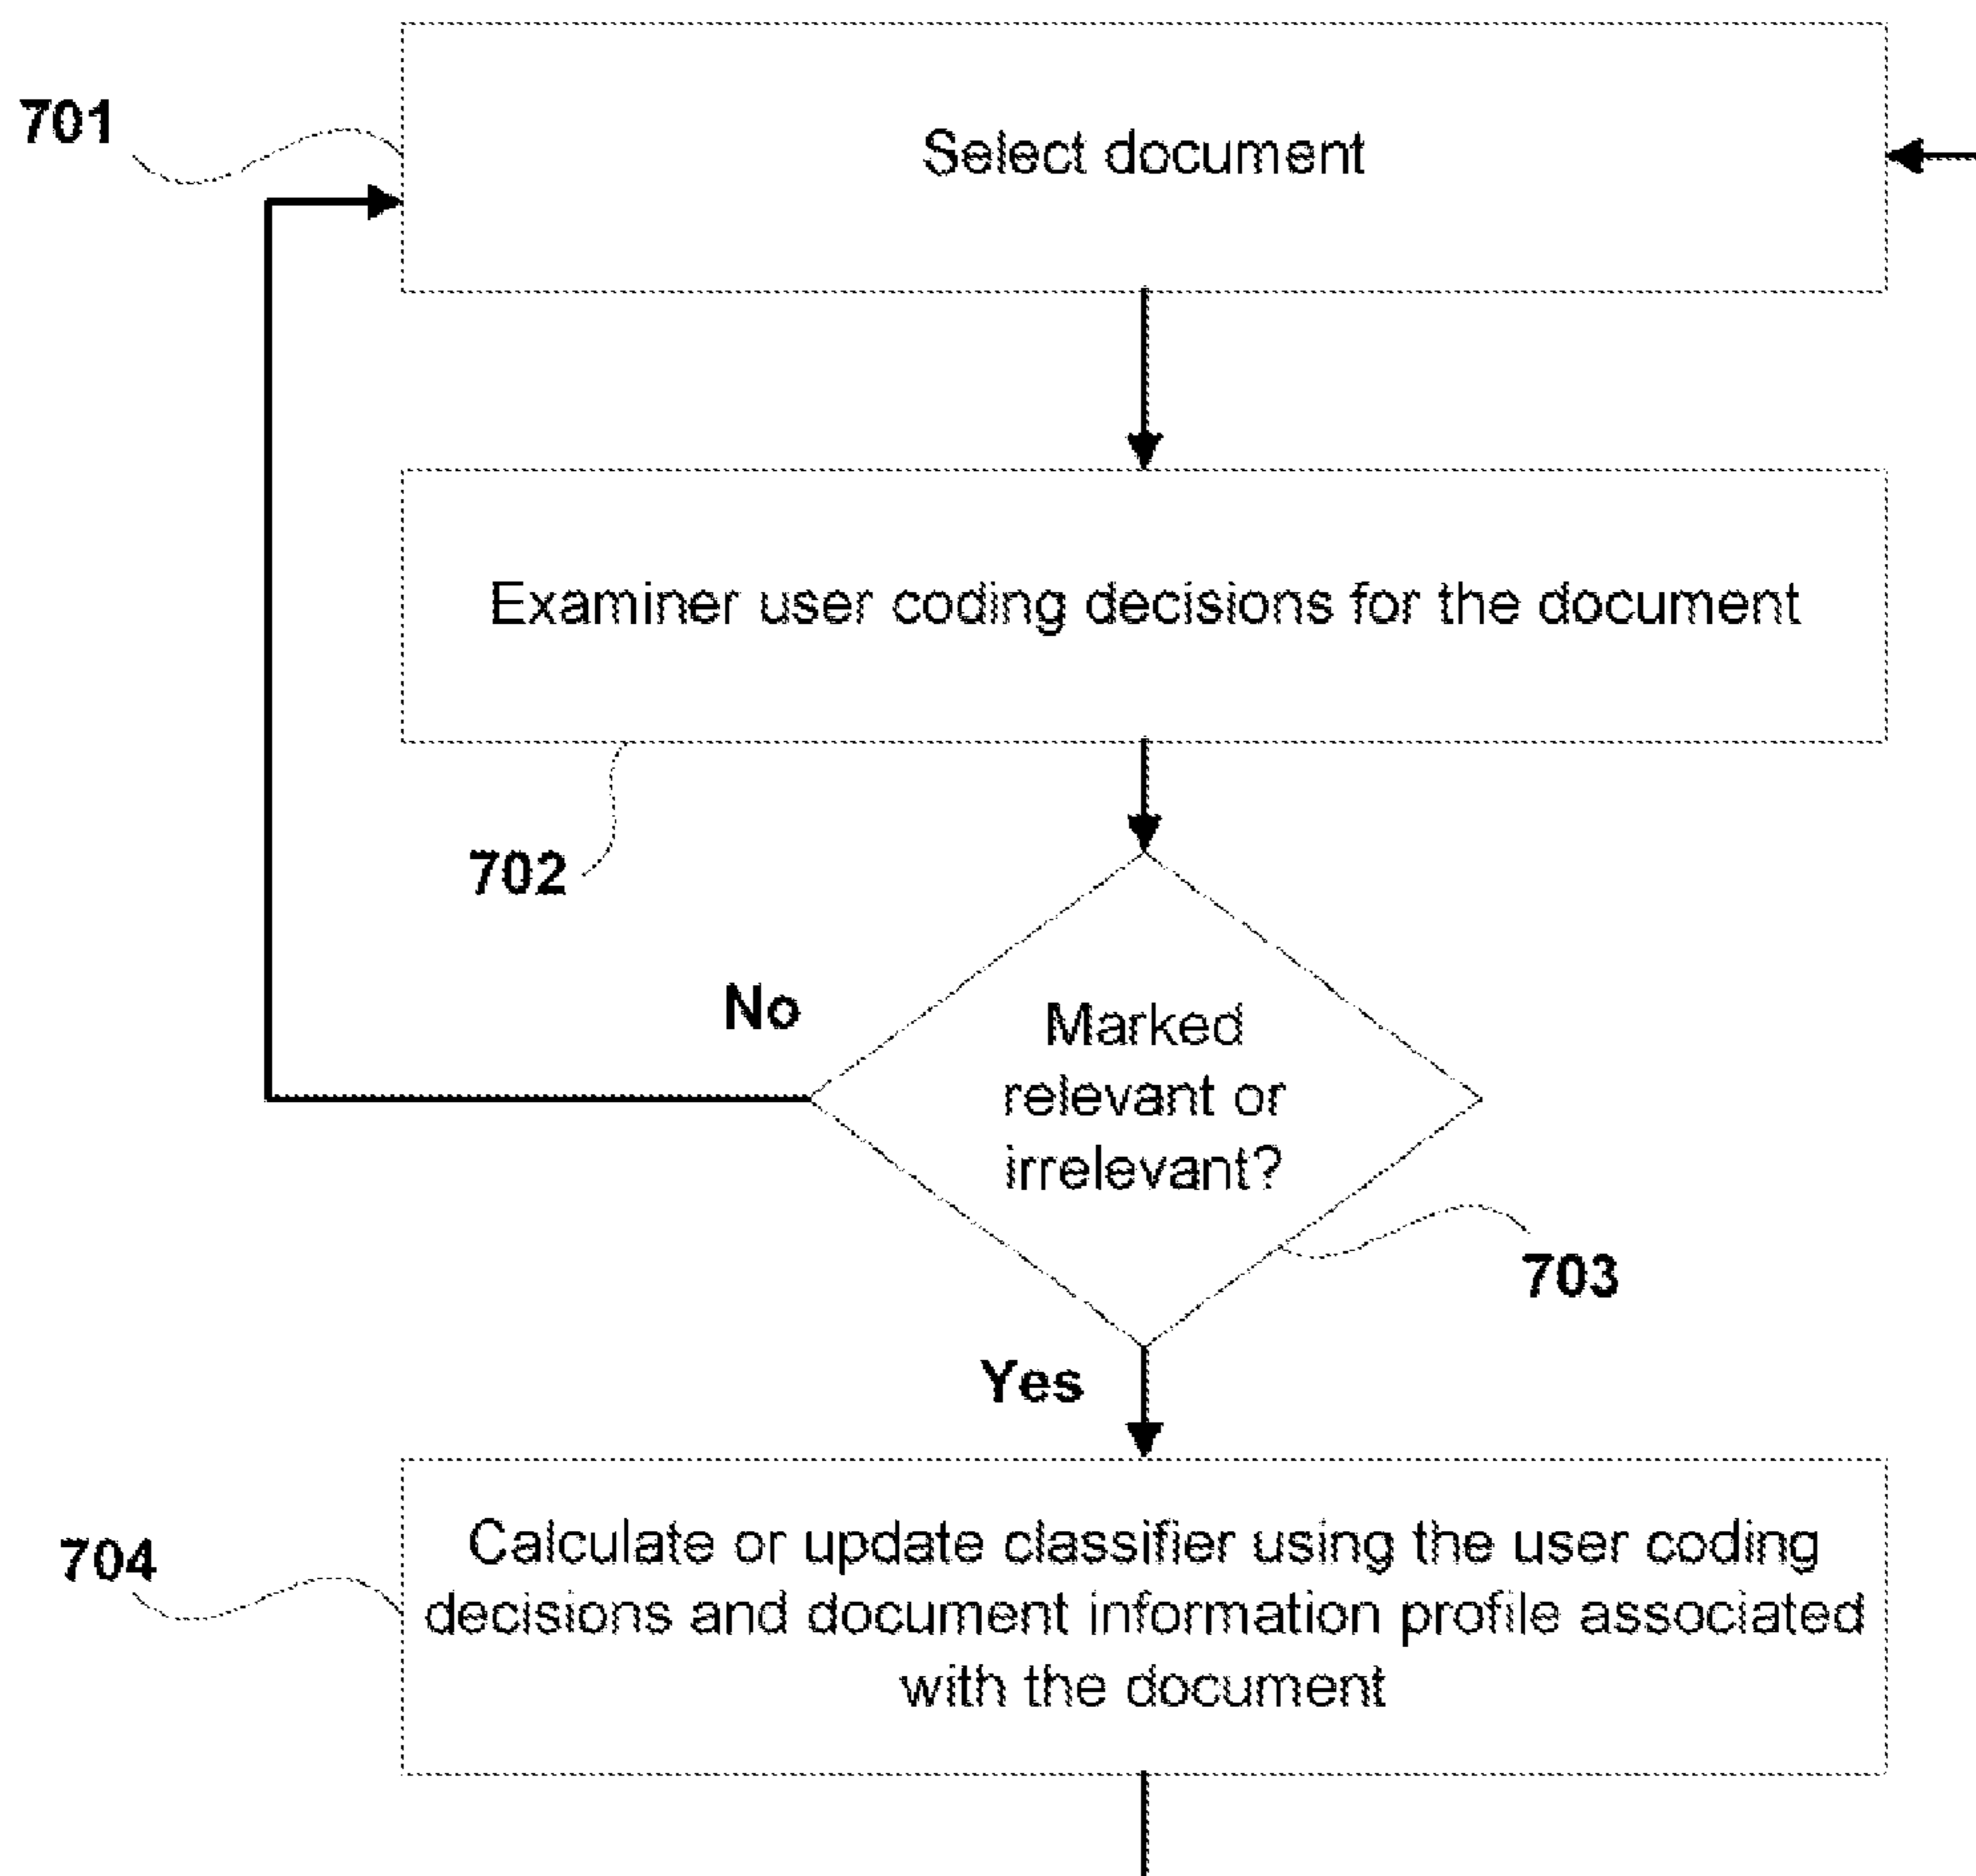 701
Select document
Examiner user coding decisions for the document
702
No
Marked
relevant or
irrelevant?
703
Yes
704
Calculate or update classifier using the user coding
decisions and document information profile associated
with the document